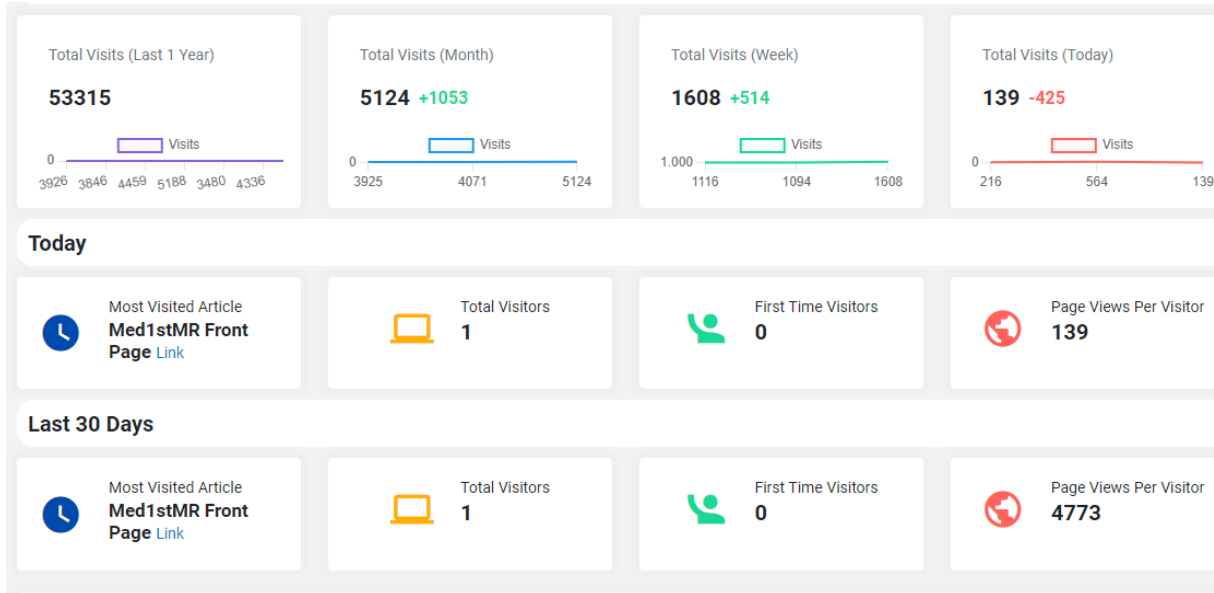 Total Visits (Last 1 Year)
53315
Visits
0
3926 3846 4459 5188 3480 4336
Total Visits (Month)
5124 +1053
Visits
0
3925 4071 5124
Total Visits (Week)
1608 +514
Visits
1.000
1116 1094 1608
Total Visits (Today)
139 -425
Visits
0
216 564 139
Today
Most Visited Article
Med1stMR Front
Page Link
Total Visitors
1
First Time Visitors
0
Page Views Per Visitor
139
Last 30 Days
Most Visited Article
Med1stMR Front
Page Link
Total Visitors
1
First Time Visitors
0
Page Views Per Visitor
4773